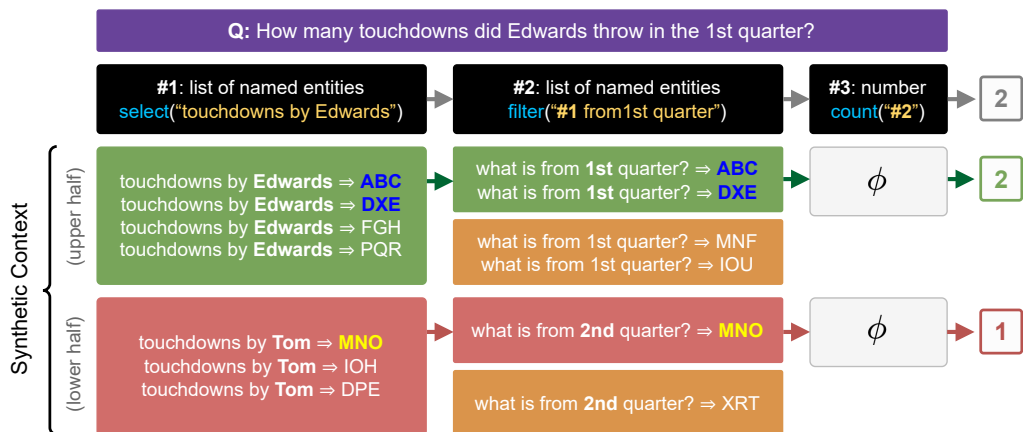 Q: How many touchdowns did Edwards throw in the 1st quarter?
#1: list of named entities
select("touchdowns by Edwards")
#2: list of named entities
filter("#1 from1st quarter")
#3: number
count("#2")
2
Synthetic Context
(upper half)
touchdowns by Edwards ⇒ ABC
touchdowns by Edwards ⇒ DXE
touchdowns by Edwards ⇒ FGH
touchdowns by Edwards ⇒ PQR
what is from 1st quarter? ⇒ ABC
what is from 1st quarter? ⇒ DXE
what is from 1st quarter? ⇒ MNF
what is from 1st quarter? ⇒ IOU
ϕ
2
(lower half)
touchdowns by Tom ⇒ MNO
touchdowns by Tom ⇒ IOH
touchdowns by Tom ⇒ DPE
what is from 2nd quarter? ⇒ MNO
what is from 2nd quarter? ⇒ XRT
ϕ
1